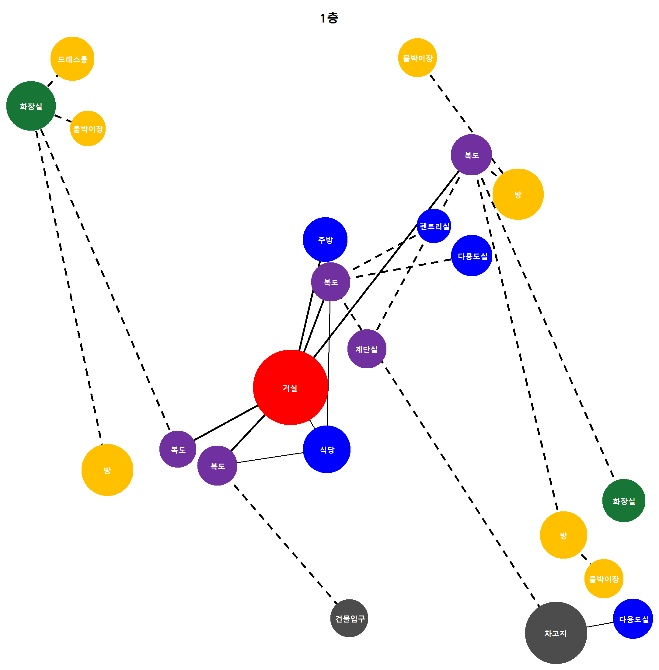 1층
붙박이장
드레스룸
화장실
붙박이장
복도
방
팬트리실
주방
다용도실
복도
계단실
거실
복도
식당
복도
방
화장실
방
붙박이장
건물입구
차고지
다용도실